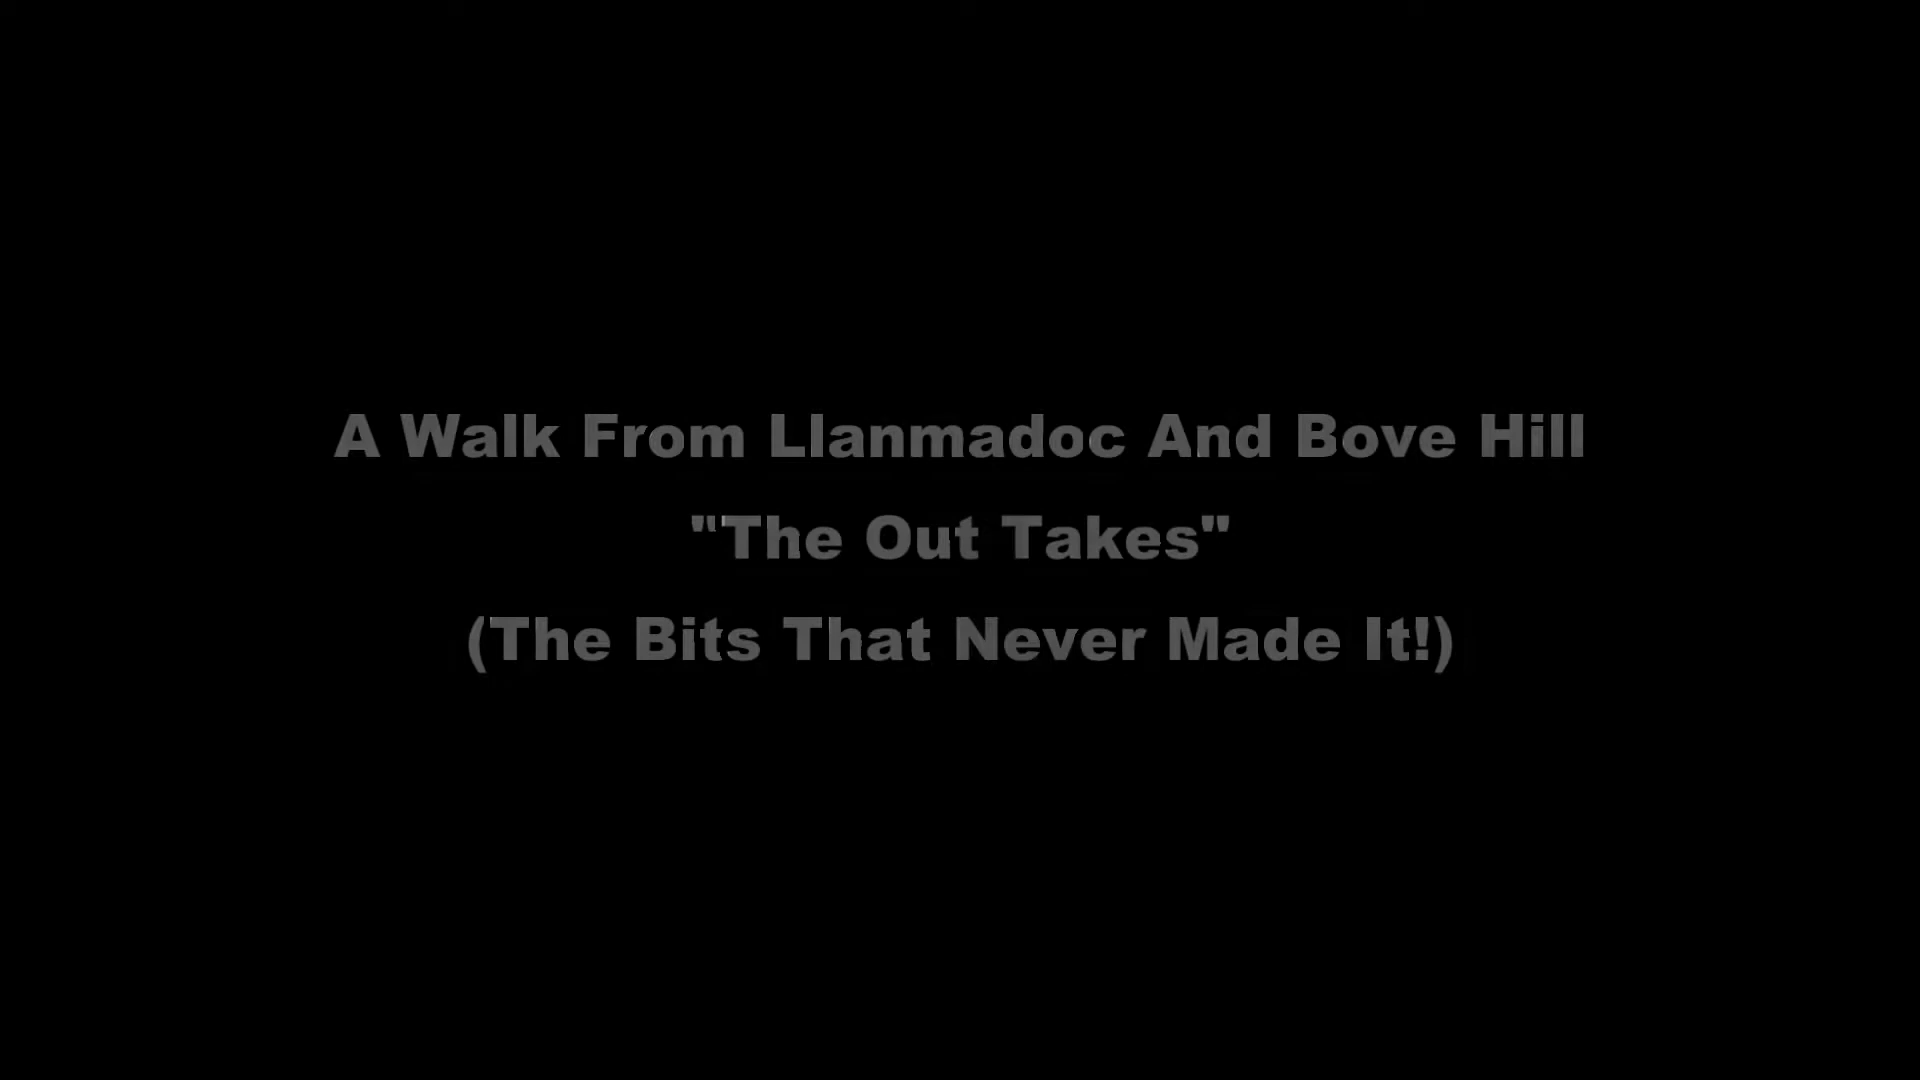 A Walk From Llanmadoc And Bove Hill
"The Out Takes"
(The Bits That Never Made It!)